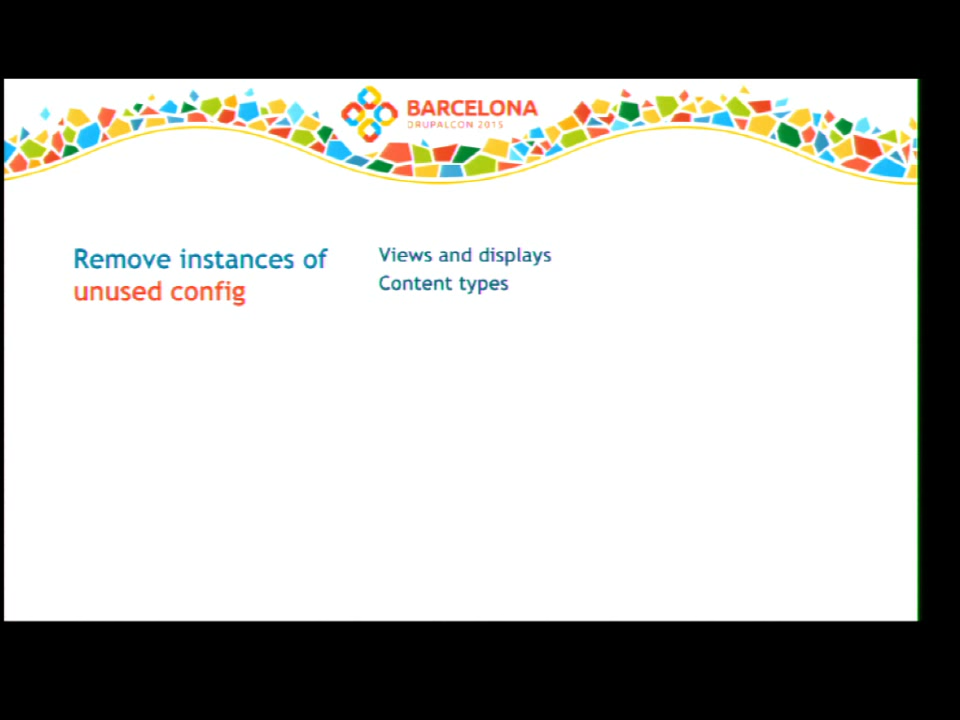 BARCELONA
DRUPALCON 2015
Remove instances of
unused config
Views and displays
Content types